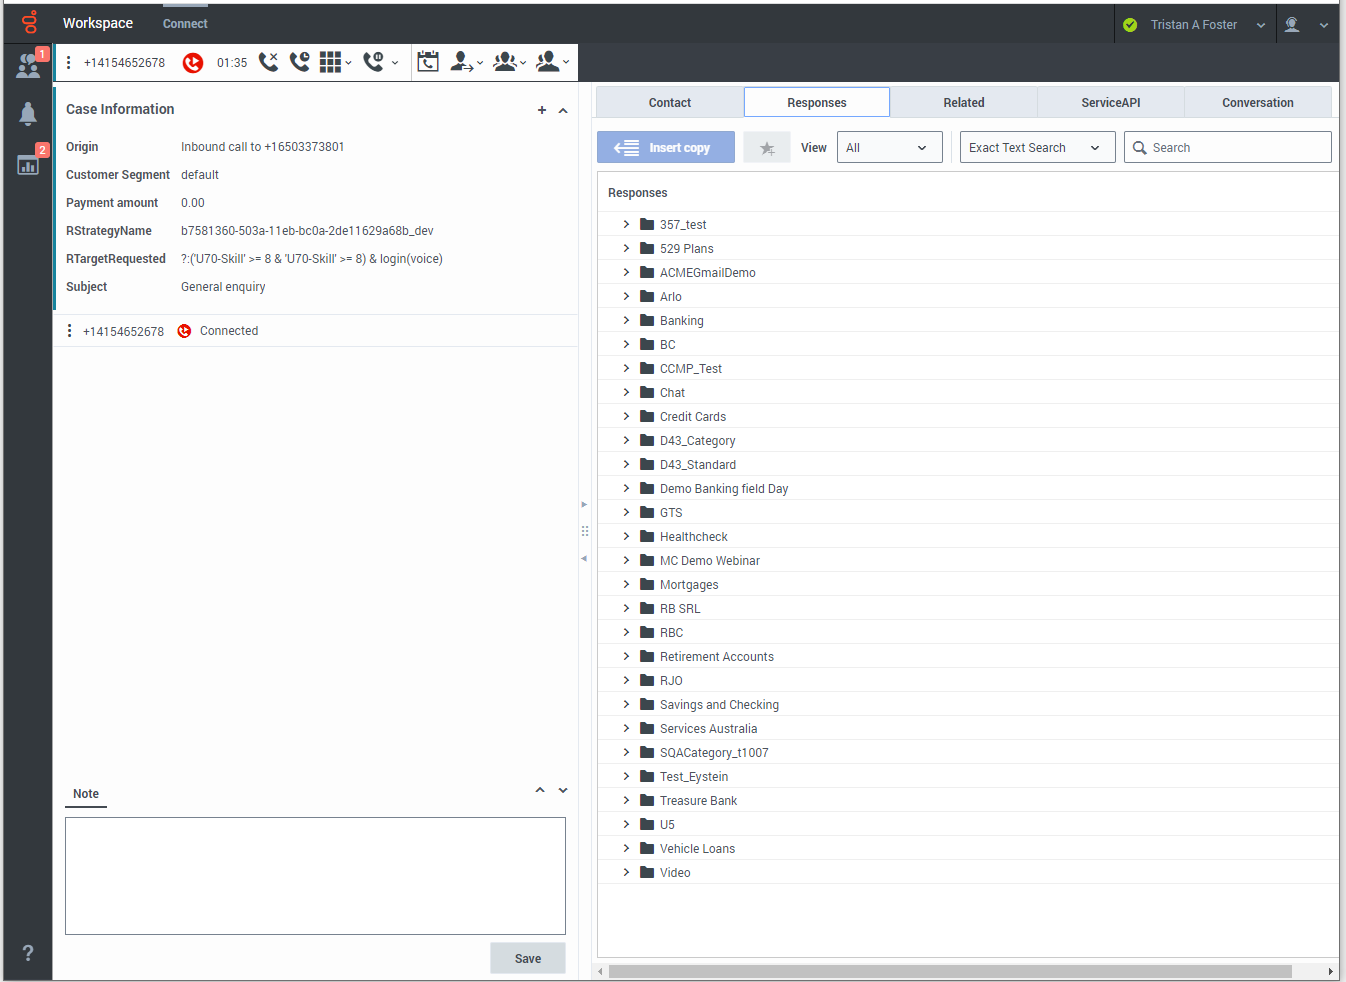 Workspace
Connect
Tristan A Foster
1
2
+14154652678
01:35
Case Information
Origin Inbound call to +16503373801
Customer Segment default
Payment amount 0.00
RStrategyName b7581360-503a-11eb-bc0a-2de11629a68b_dev
RTargetRequested ?:('U70-Skill' >= 8 & 'U70-Skill' >= 8) & login(voice)
Subject General enquiry
+14154652678 Connected
Note
Save
?
Contact
Responses
Related
ServiceAPI
Conversation
Insert copy
View
All
Exact Text Search
Search
Responses
357_test
529 Plans
ACMEGmailDemo
Arlo
Banking
BC
CCMP_Test
Chat
Credit Cards
D43_Category
D43_Standard
Demo Banking field Day
GTS
Healthcheck
MC Demo Webinar
Mortgages
RB SRL
RBC
Retirement Accounts
RJO
Savings and Checking
Services Australia
SQACategory_t1007
Test_Eystein
Treasure Bank
U5
Vehicle Loans
Video